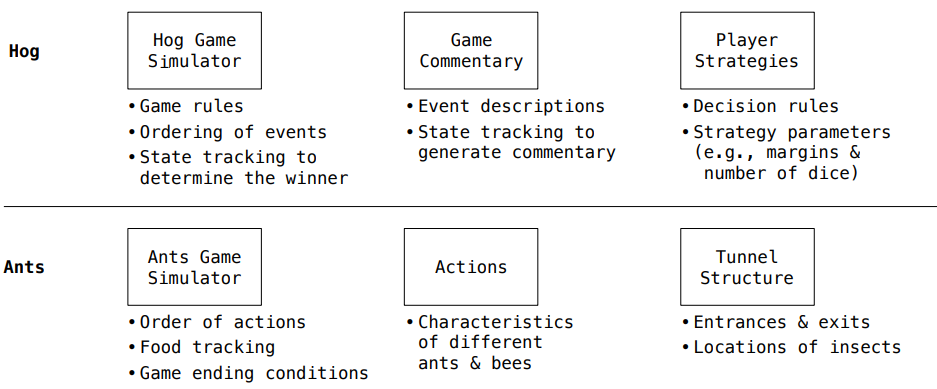 Hog
Hog Game
Simulator
• Game rules
• Ordering of events
• State tracking to
determine the winner
Game
Commentary
• Event descriptions
• State tracking to
generate commentary
Player
Strategies
• Decision rules
• Strategy parameters
(e.g., margins &
number of dice)
Ants
Ants Game
Simulator
• Order of actions
• Food tracking
• Game ending conditions
Actions
• Characteristics
of different
ants & bees
Tunnel
Structure
• Entrances & exits
• Locations of insects